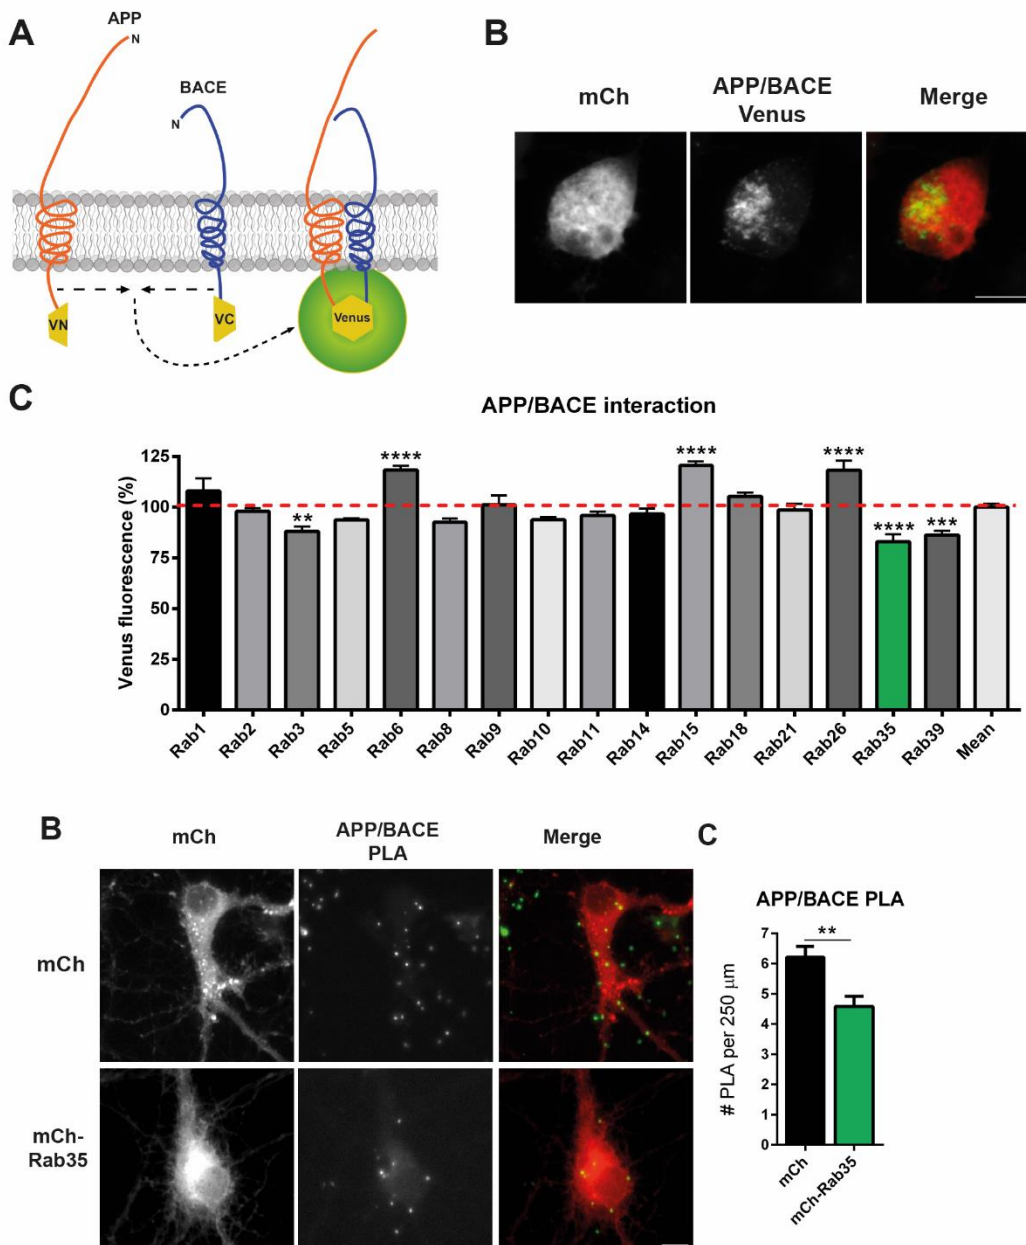 A
APP
N
BACE
N
VN
VC
Venus
B
mCh
APP/BACE
Venus
Merge
C
APP/BACE interaction
Venus fluorescence (%)
125
100
75
50
25
0
****
**
****
****
****
***
Rab1
Rab2
Rab3
Rab5
Rab6
Rab8
Rab9
Rab10
Rab11
Rab14
Rab15
Rab18
Rab21
Rab26
Rab35
Rab39
Mean
B
mCh
APP/BACE
PLA
Merge
mCh
mCh-
Rab35
C
APP/BACE PLA
# PLA per 250 μm
7
6
5
4
3
2
1
0
**
mCh
mCh-Rab35